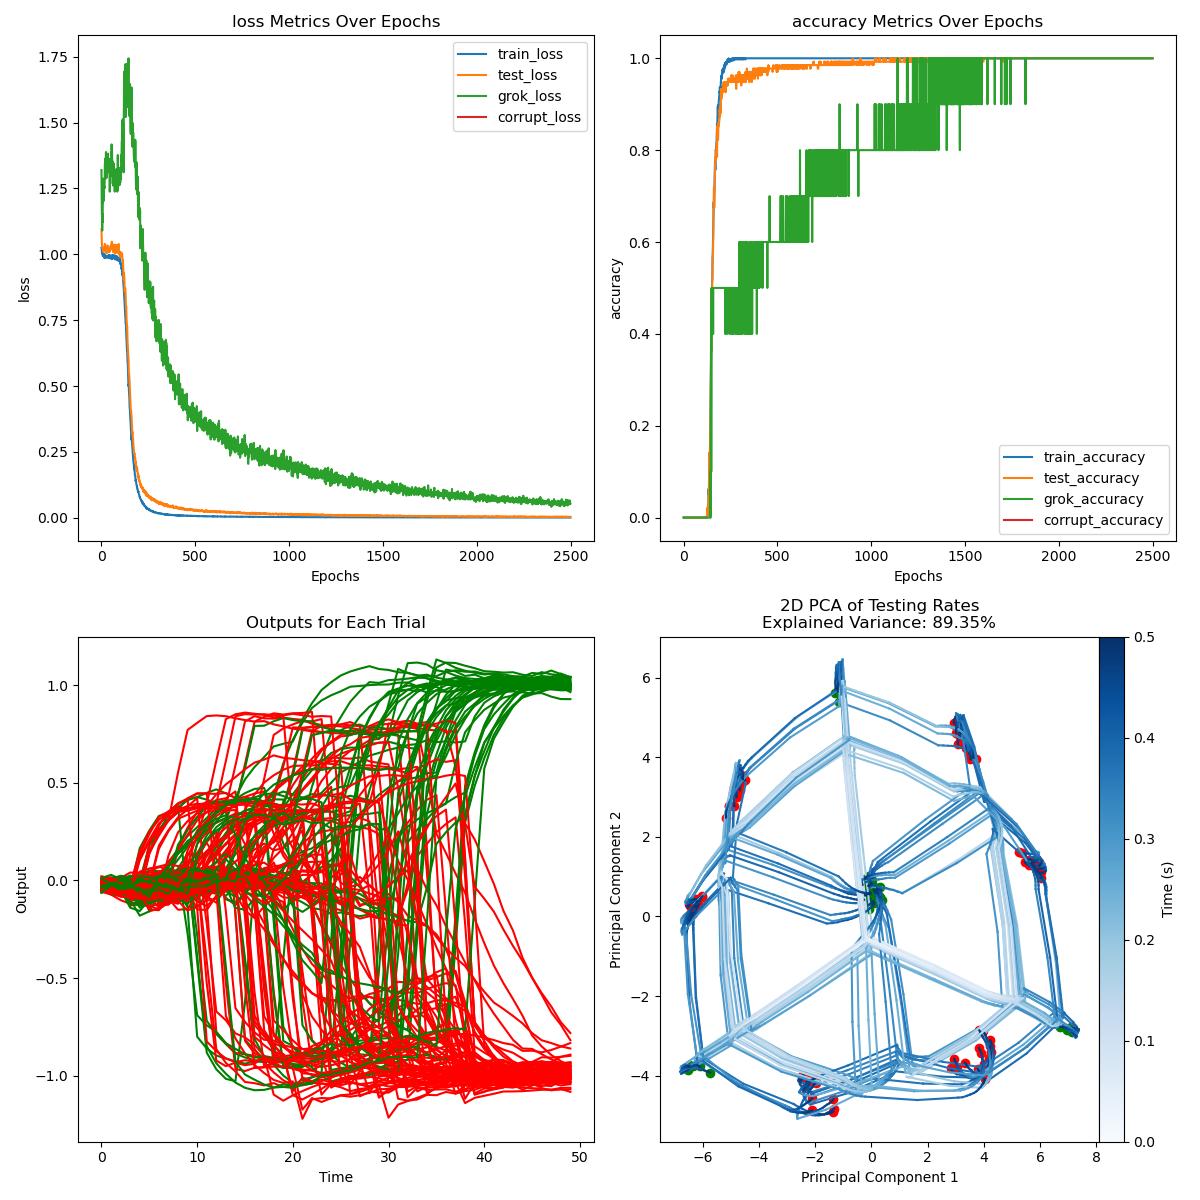 loss Metrics Over Epochs
1.75
1.50
1.25
1.00
0.75
0.50
0.25
0.00
loss
train_loss
test_loss
grok_loss
corrupt_loss
0
500
1000
1500
2000
2500
Epochs
accuracy Metrics Over Epochs
1.0
0.8
0.6
0.4
0.2
0.0
accuracy
train_accuracy
test_accuracy
grok_accuracy
corrupt_accuracy
0
500
1000
1500
2000
2500
Epochs
Outputs for Each Trial
1.0
0.5
0.0
−0.5
−1.0
Output
0
10
20
30
40
50
Time
2D PCA of Testing Rates
Explained Variance: 89.35%
6
4
2
0
−2
−4
Principal Component 2
−6
−4
−2
0
2
4
6
8
Principal Component 1
0.5
0.4
0.3
0.2
0.1
0.0
Time (s)